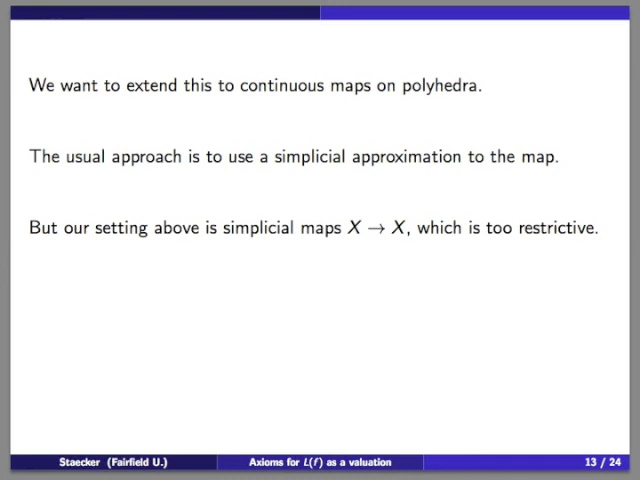 We want to extend this to continuous maps on polyhedra.
The usual approach is to use a simplicial approximation to the map.
But our setting above is simplicial maps X → X, which is too restrictive.
Staecker (Fairfield U.)
Axioms for L(f) as a valuation
13 / 24